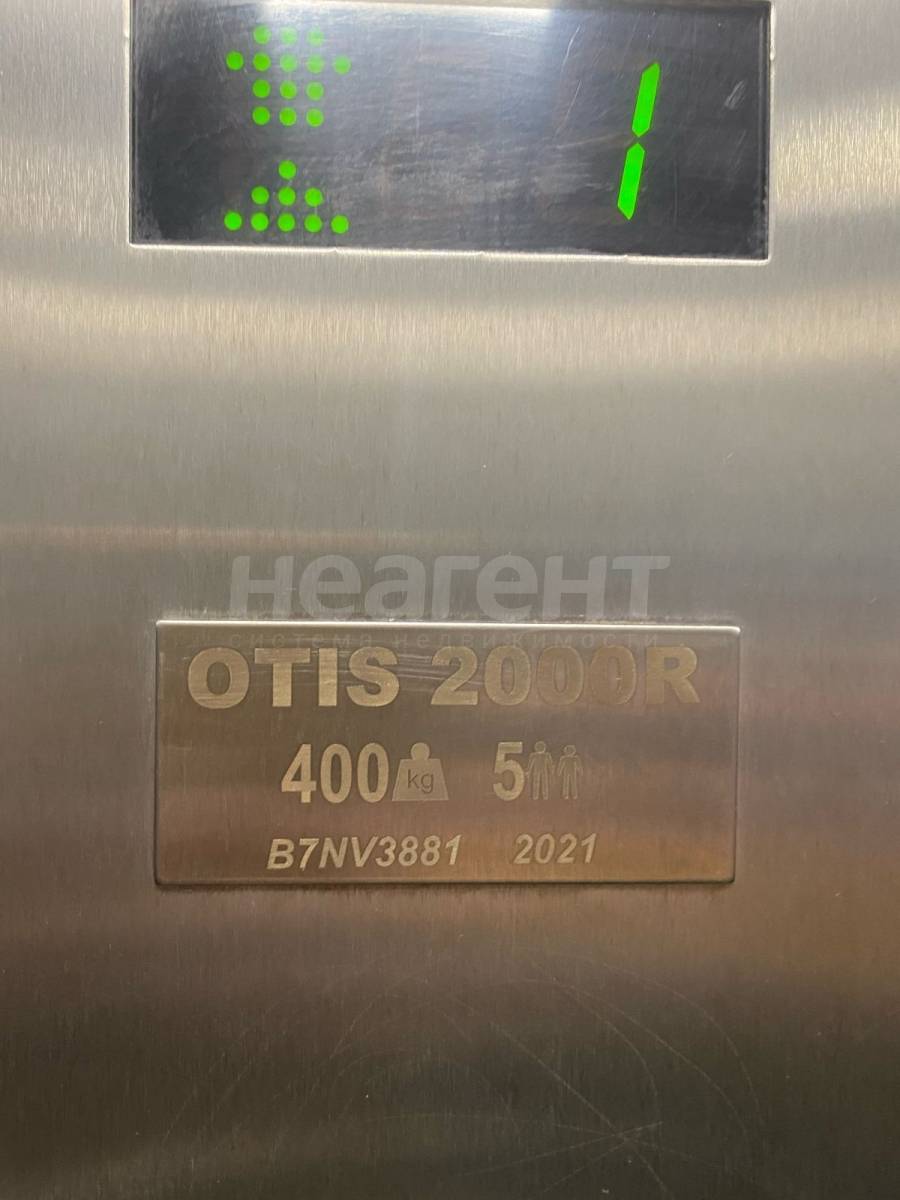 1
неагент
система недвижимости
OTIS 2000R
400 kg 5
B7NV3881 2021